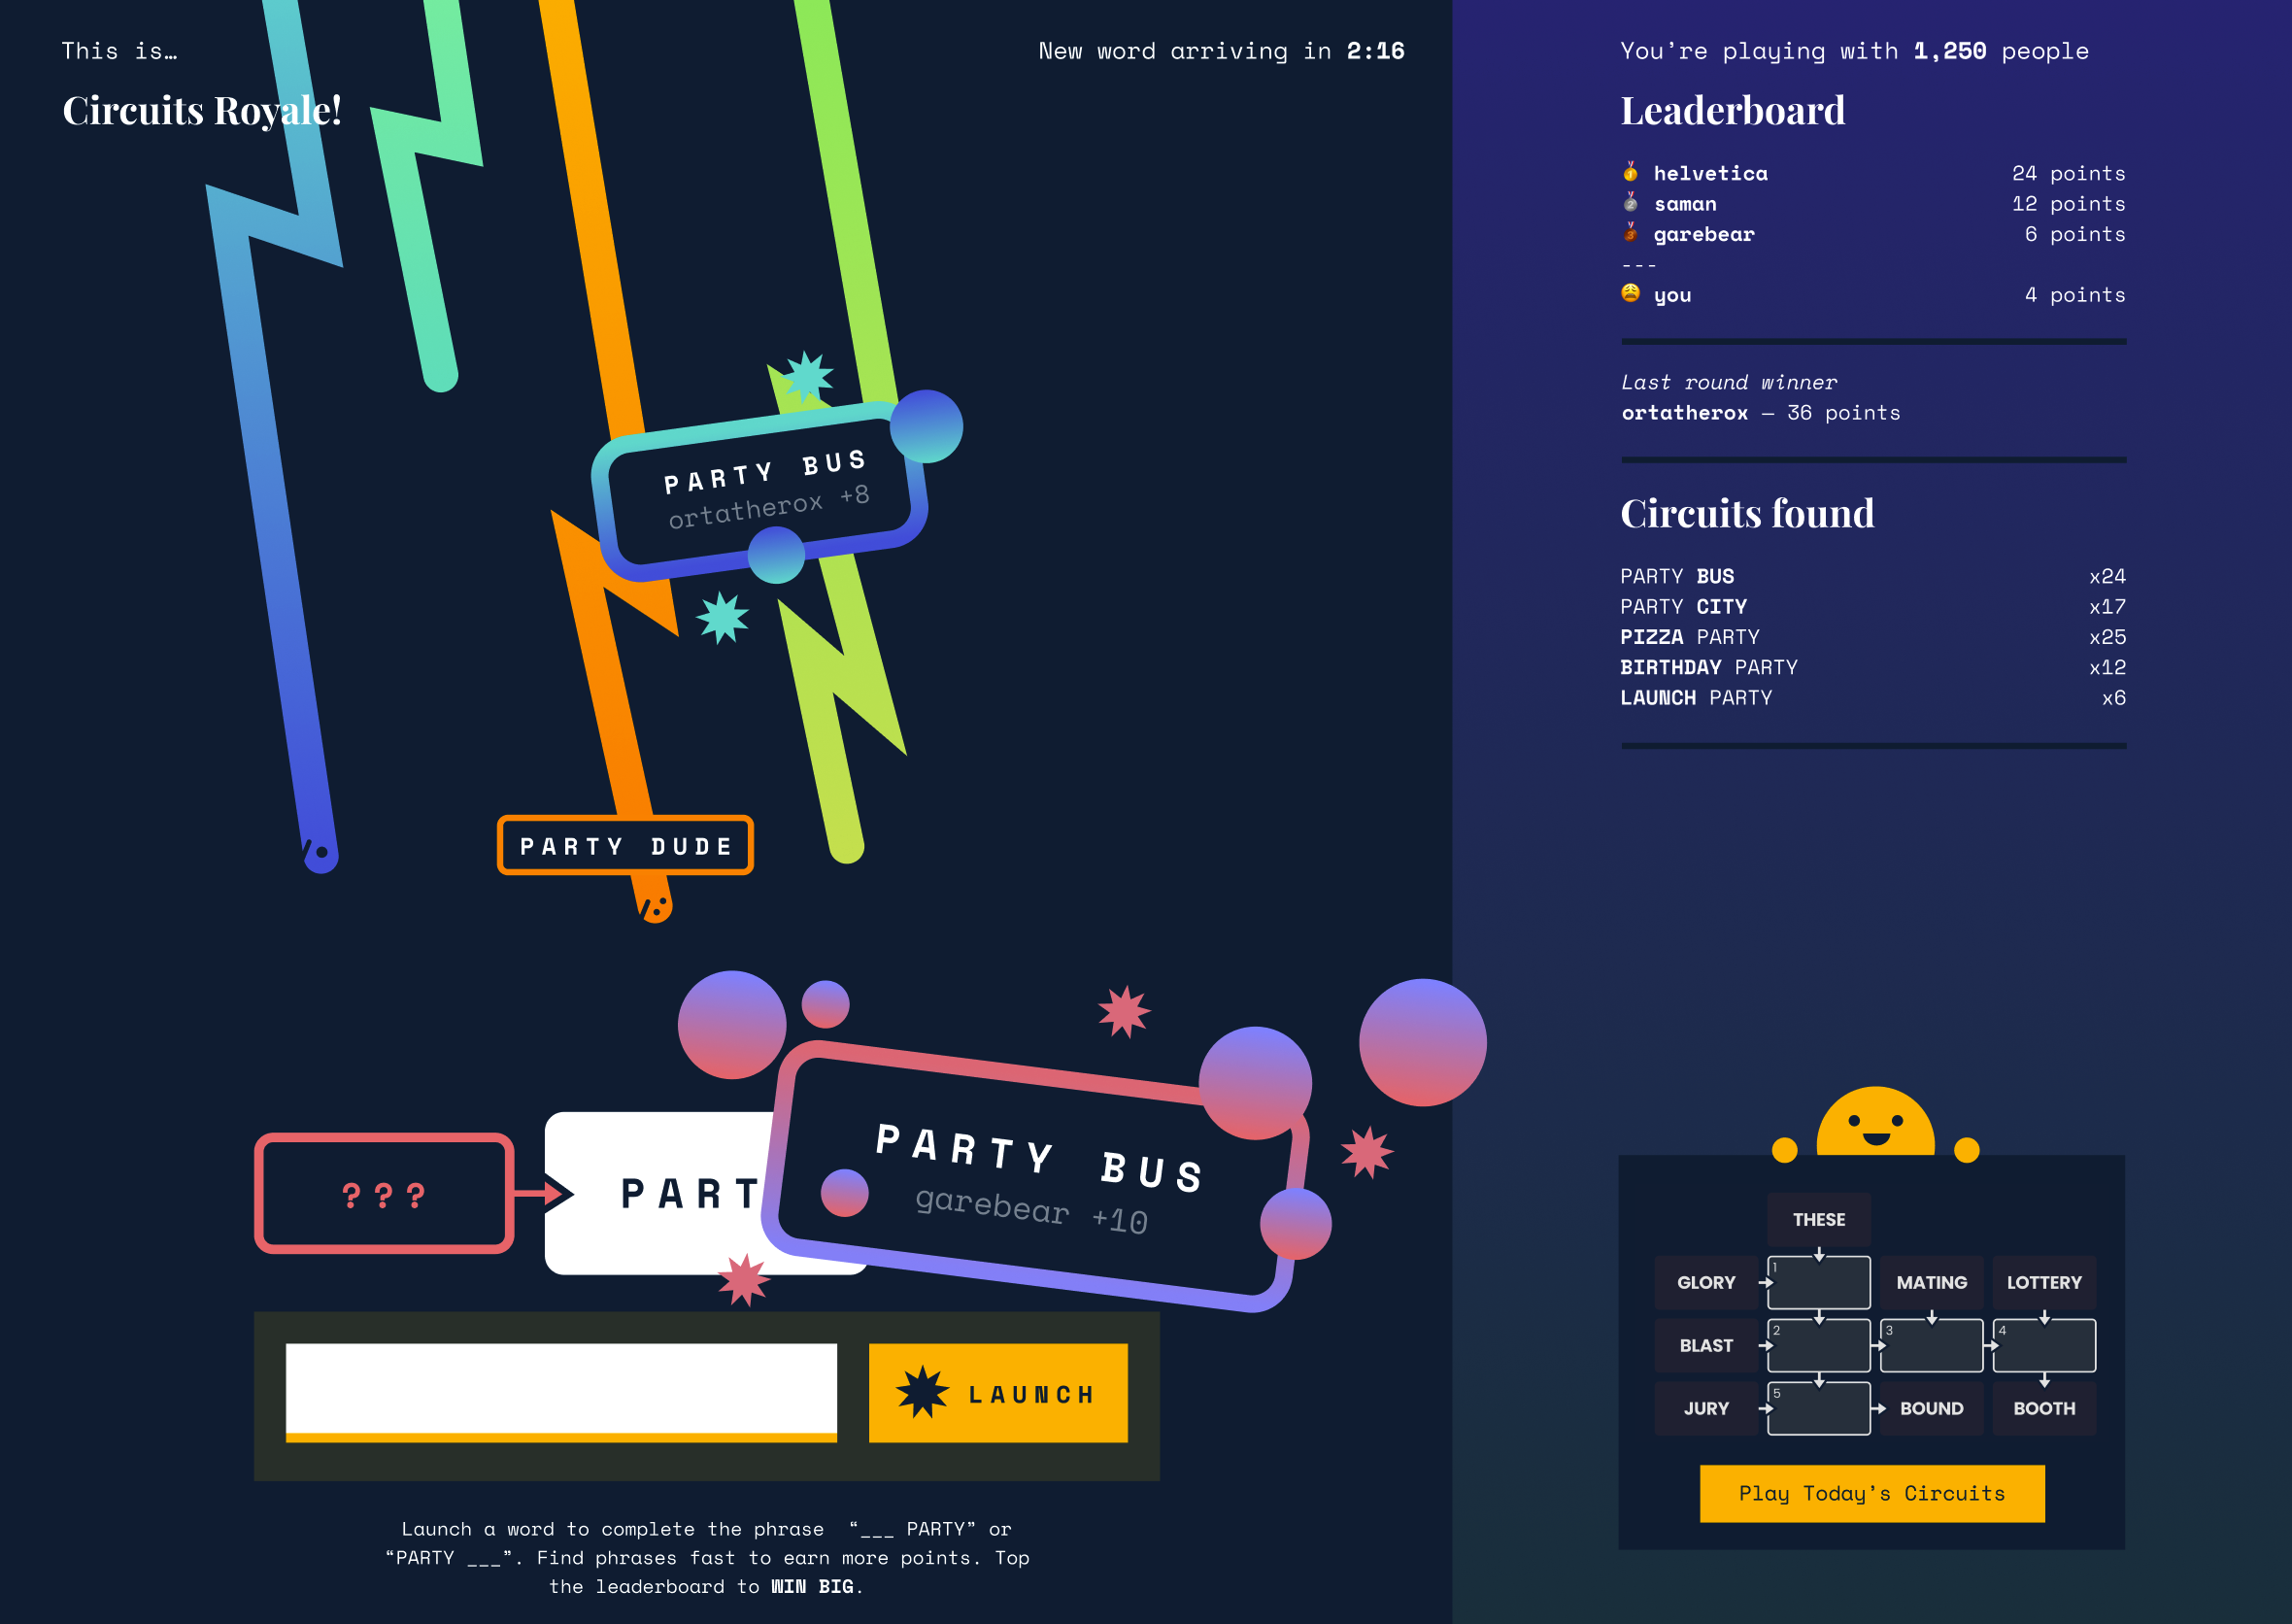 This is…
Circuits Royale!
New word arriving in 2:16
PARTY BUS
ortatherox +8
PARTY DUDE
PARTY BUS
garebear +10
???
PART
LAUNCH
Launch a word to complete the phrase “___ PARTY” or
“PARTY ___”. Find phrases fast to earn more points. Top
the leaderboard to WIN BIG.
You’re playing with 1,250 people
Leaderboard
1 helvetica 24 points
2 saman 12 points
3 garebear 6 points
---
you 4 points
Last round winner
ortatherox — 36 points
Circuits found
PARTY BUS x24
PARTY CITY x17
PIZZA PARTY x25
BIRTHDAY PARTY x12
LAUNCH PARTY x6
THESE
GLORY 1 MATING LOTTERY
BLAST 2 3 4
JURY 5 BOUND BOOTH
Play Today’s Circuits